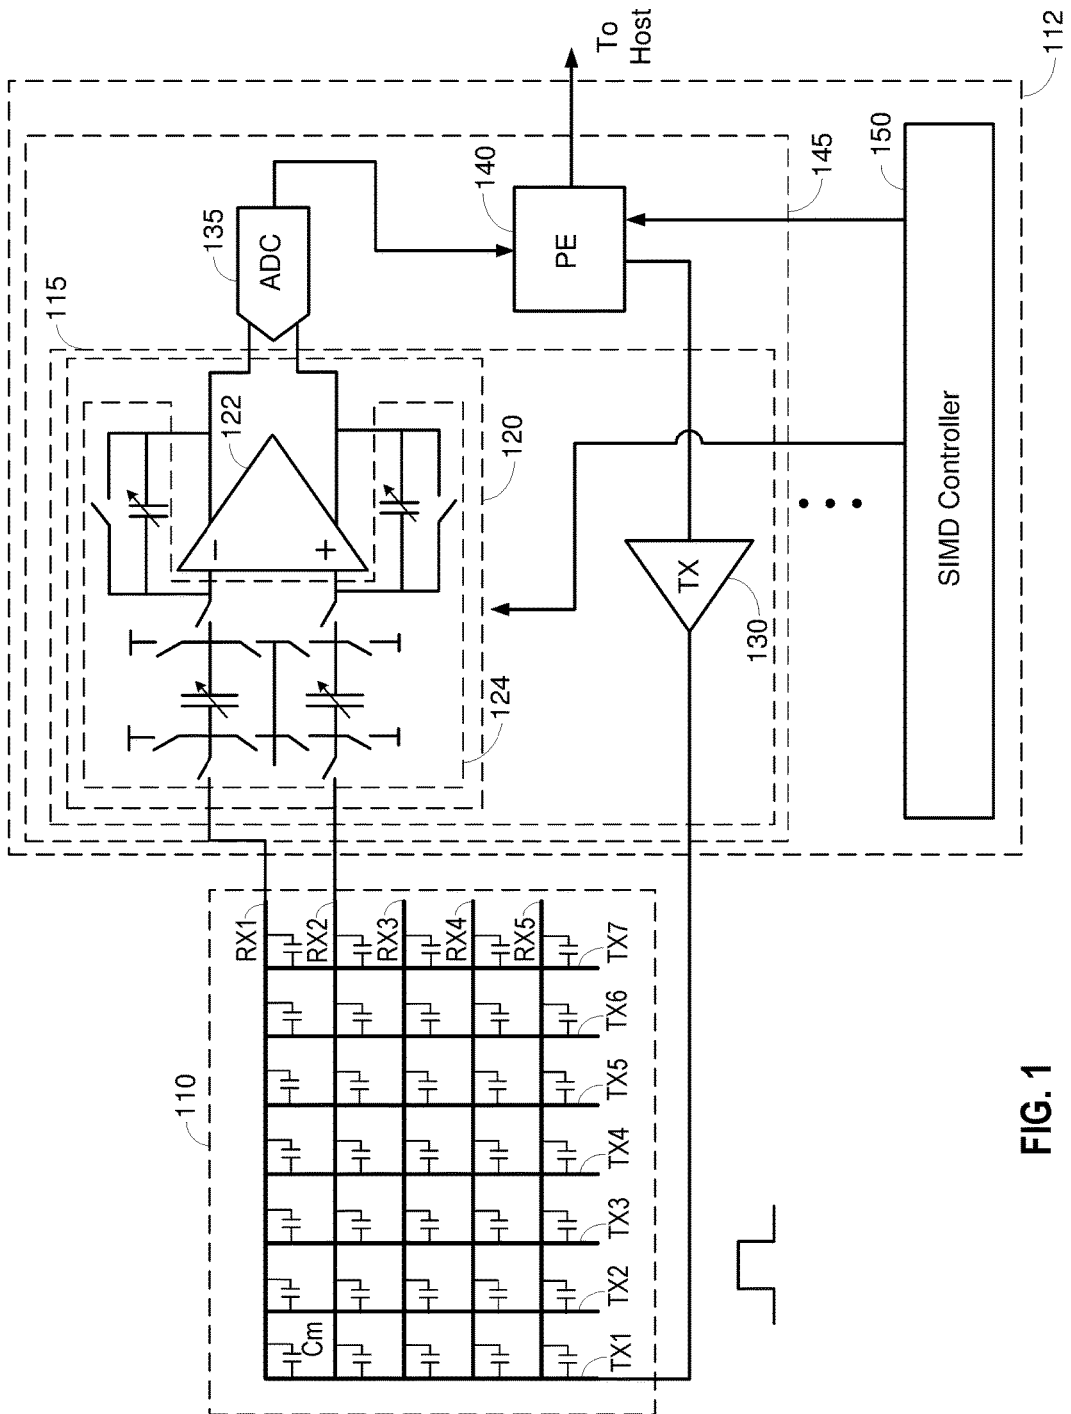 110
RX1
RX2
RX3
RX4
RX5
Cm
TX1
TX2
TX3
TX4
TX5
TX6
TX7
115
122
−
+
120
124
135
ADC
140
PE
To
Host
TX
130
145
150
SIMD Controller
112
FIG. 1